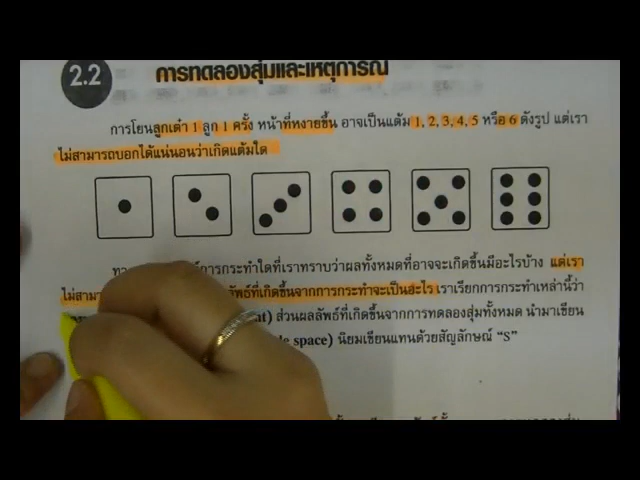 2.2 การทดลองสุ่มและเหตุการณ์
การโยนลูกเต๋า 1 ลูก 1 ครั้ง หน้าที่หงายขึ้น อาจเป็นแต้ม 1, 2, 3, 4, 5 หรือ 6 ดังรูป แต่เรา
ไม่สามารถบอกได้แน่นอนว่าเกิดแต้มใด
การกระทำใดที่เราทราบว่าผลทั้งหมดที่อาจจะเกิดขึ้นมีอะไรบ้าง แต่เรา
ที่เกิดขึ้นจากการกระทำจะเป็นอะไร เราเรียกการกระทำเหล่านี้ว่า
ส่วนผลลัพธ์ที่เกิดขึ้นจากการทดลองสุ่มทั้งหมด นำมาเขียน
space) นิยมเขียนแทนด้วยสัญลักษณ์ “S”